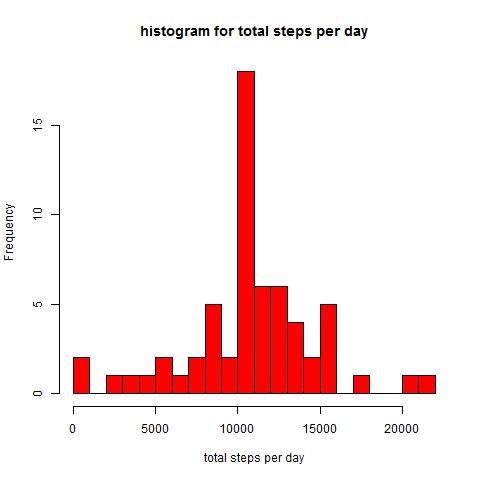 histogram for total steps per day
Frequency
15
10
5
0
0 5000 10000 15000 20000
total steps per day